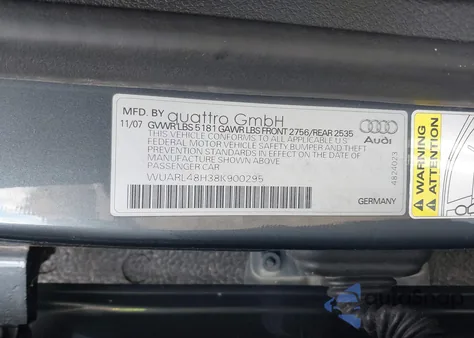 MFD. BY quattro GmbH
11/07 GVWR LBS 5181 GAWR LBS FRONT 2756/REAR 2535
THIS VEHICLE CONFORMS TO ALL APPLICABLE U.S.
FEDERAL MOTOR VEHICLE SAFETY, BUMPER AND THEFT
PREVENTION STANDARDS IN EFFECT ON THE DATE
OF MANUFACTURE SHOWN ABOVE
PASSENGER CAR
Audi
WUARL48H38K900295
GERMANY
4820023
WARNING
ATTENTION
autoSnap